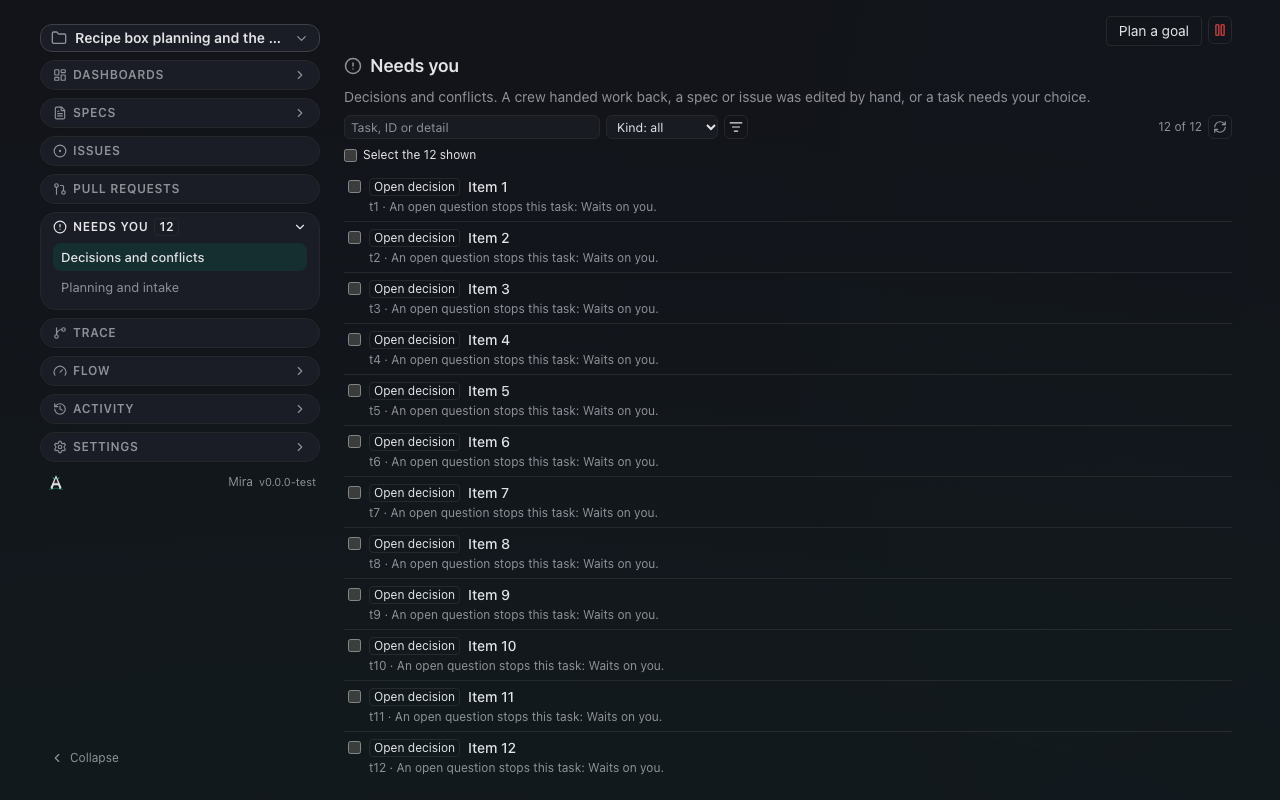 Recipe box planning and the ...
DASHBOARDS
SPECS
ISSUES
PULL REQUESTS
NEEDS YOU 12
Decisions and conflicts
Planning and intake
TRACE
FLOW
ACTIVITY
SETTINGS
Mira v0.0.0-test
Collapse
Plan a goal
Needs you
Decisions and conflicts. A crew handed work back, a spec or issue was edited by hand, or a task needs your choice.
Task, ID or detail
Kind: all
12 of 12
Select the 12 shown
Open decision Item 1
t1 · An open question stops this task: Waits on you.
Open decision Item 2
t2 · An open question stops this task: Waits on you.
Open decision Item 3
t3 · An open question stops this task: Waits on you.
Open decision Item 4
t4 · An open question stops this task: Waits on you.
Open decision Item 5
t5 · An open question stops this task: Waits on you.
Open decision Item 6
t6 · An open question stops this task: Waits on you.
Open decision Item 7
t7 · An open question stops this task: Waits on you.
Open decision Item 8
t8 · An open question stops this task: Waits on you.
Open decision Item 9
t9 · An open question stops this task: Waits on you.
Open decision Item 10
t10 · An open question stops this task: Waits on you.
Open decision Item 11
t11 · An open question stops this task: Waits on you.
Open decision Item 12
t12 · An open question stops this task: Waits on you.